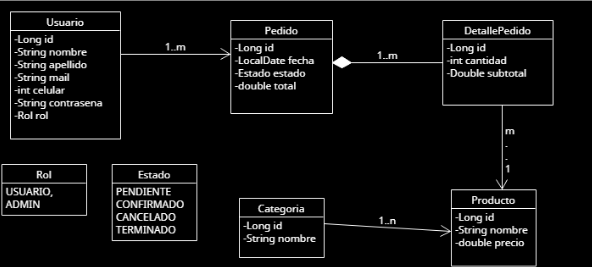 Usuario
-Long id
-String nombre
-String apellido
-String mail
-int celular
-String contrasena
-Rol rol
1..m
Pedido
-Long id
-LocalDate fecha
-Estado estado
-double total
1..m
DetallePedido
-Long id
-int cantidad
-Double subtotal
m
.
.
1
Rol
USUARIO,
ADMIN
Estado
PENDIENTE
CONFIRMADO
CANCELADO
TERMINADO
Categoria
-Long id
-String nombre
1..n
Producto
-Long id
-String nombre
-double precio